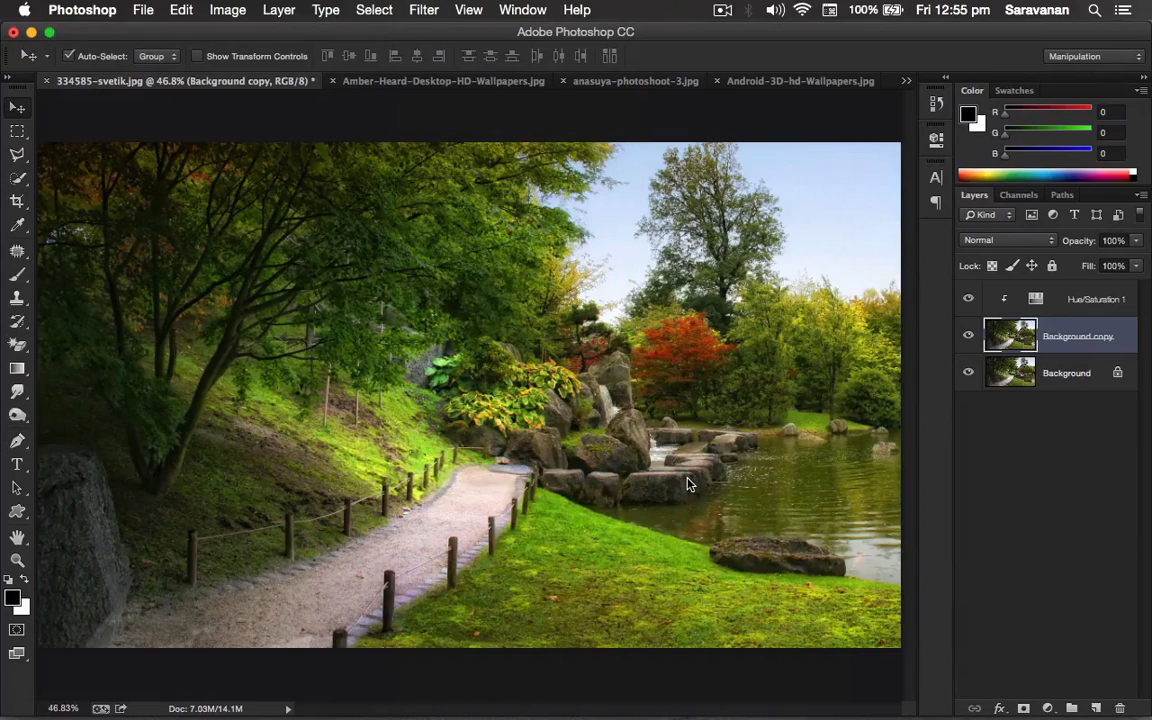 Photoshop File Edit Image Layer Type Select Filter View Window Help 100% Fri 12:55 pm Saravanan
Adobe Photoshop CC
Auto-Select: Group Show Transform Controls Manipulation
334585-svetik.jpg @ 46.8% (Background copy, RGB/8) * Amber-Heard-Desktop-HD-Wallpapers.jpg anasuya-photoshoot-3.jpg Android-3D-hd-Wallpapers.jpg
Color Swatches
R 0
G 0
B 0
Layers Channels Paths
Kind
Normal Opacity: 100%
Lock: Fill: 100%
Hue/Saturation 1
Background copy
Background
46.83% Doc: 7.03M/14.1M